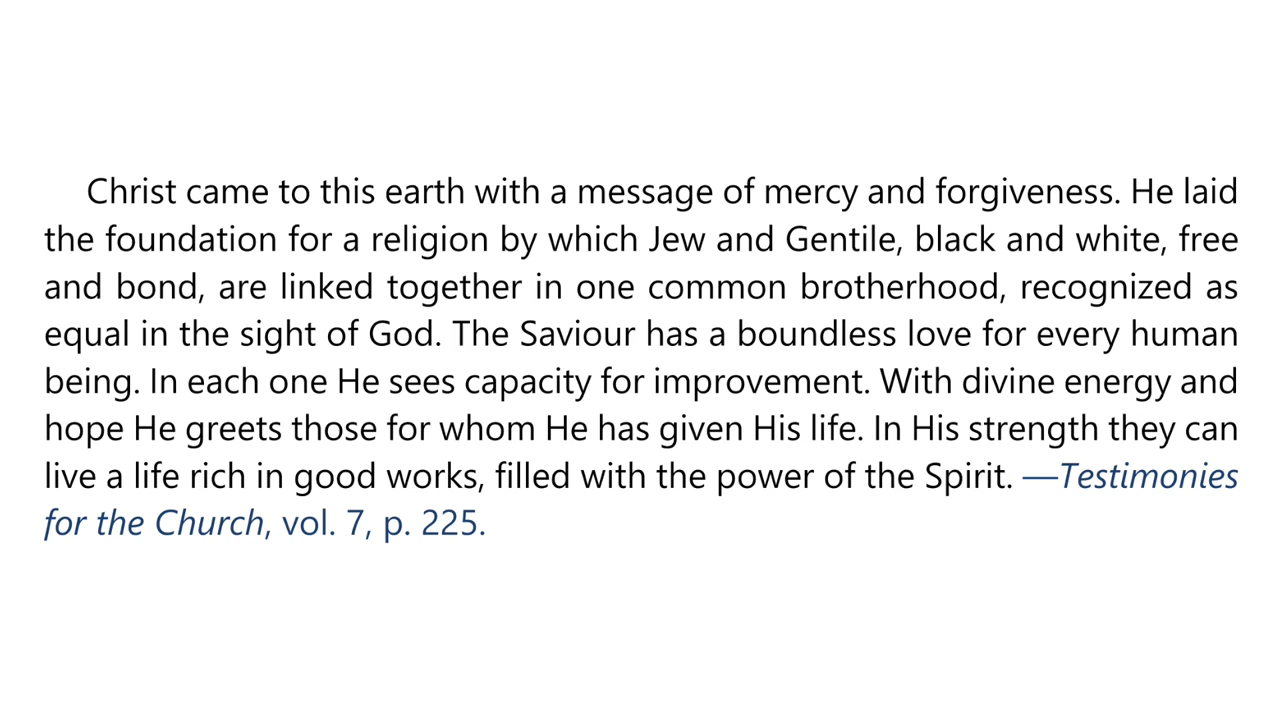 Christ came to this earth with a message of mercy and forgiveness. He laid
the foundation for a religion by which Jew and Gentile, black and white, free
and bond, are linked together in one common brotherhood, recognized as
equal in the sight of God. The Saviour has a boundless love for every human
being. In each one He sees capacity for improvement. With divine energy and
hope He greets those for whom He has given His life. In His strength they can
live a life rich in good works, filled with the power of the Spirit. —Testimonies
for the Church, vol. 7, p. 225.